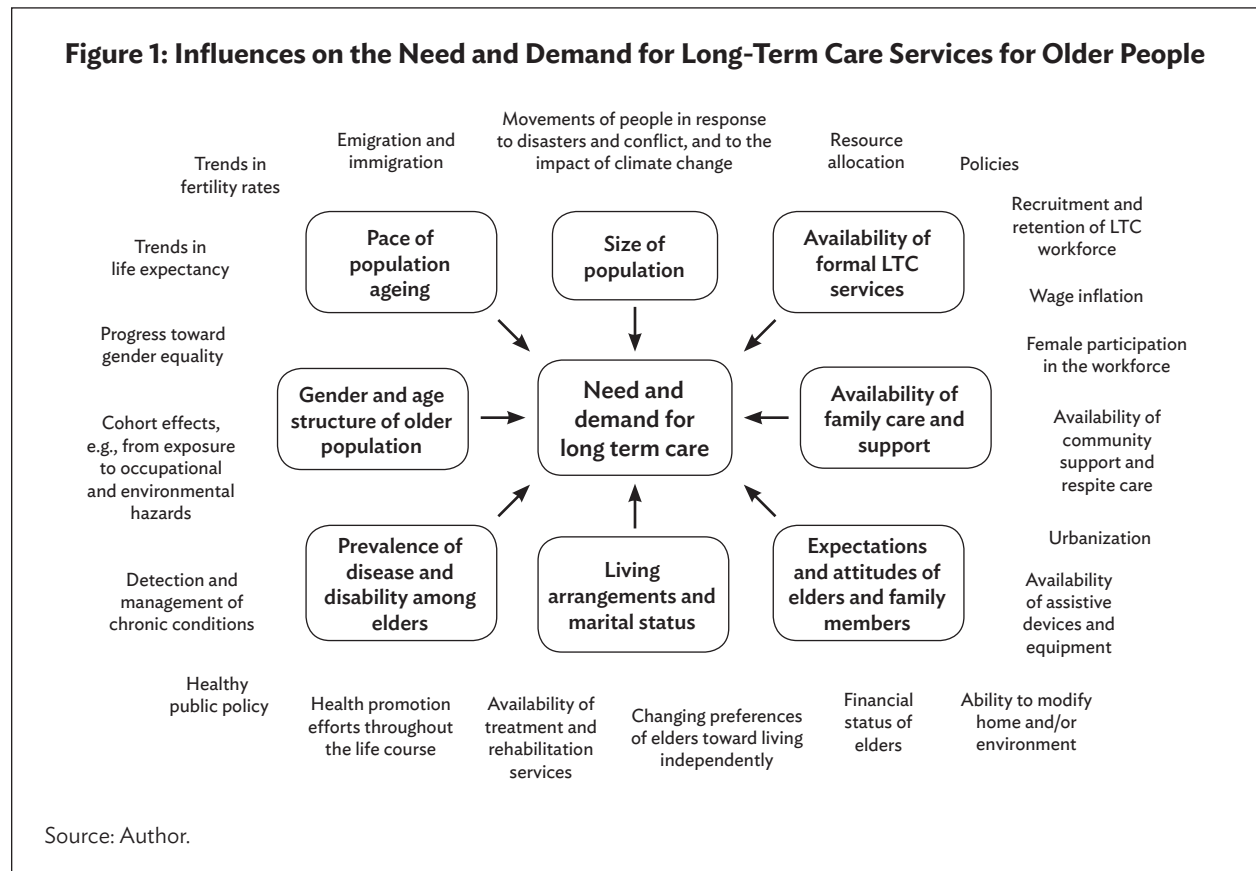 Figure 1: Influences on the Need and Demand for Long-Term Care Services for Older People
Trends in
fertility rates
Emigration and
immigration
Movements of people in response
to disasters and conflict, and to the
impact of climate change
Resource
allocation
Policies
Recruitment and
retention of LTC
workforce
Pace of
population
ageing
Size of
population
Availability of
formal LTC
services
Trends in
life expectancy
Wage inflation
Progress toward
gender equality
Female participation
in the workforce
Gender and age
structure of older
population
Need and
demand for
long term care
Availability of
family care and
support
Cohort effects,
e.g., from exposure
to occupational
and environmental
hazards
Availability of
community
support and
respite care
Prevalence of
disease and
disability among
elders
Living
arrangements and
marital status
Expectations
and attitudes of
elders and family
members
Urbanization
Detection and
management of
chronic conditions
Availability
of assistive
devices and
equipment
Healthy
public policy
Health promotion
efforts throughout
the life course
Availability of
treatment and
rehabilitation
services
Changing preferences
of elders toward living
independently
Financial
status of
elders
Ability to modify
home and/or
environment
Source: Author.